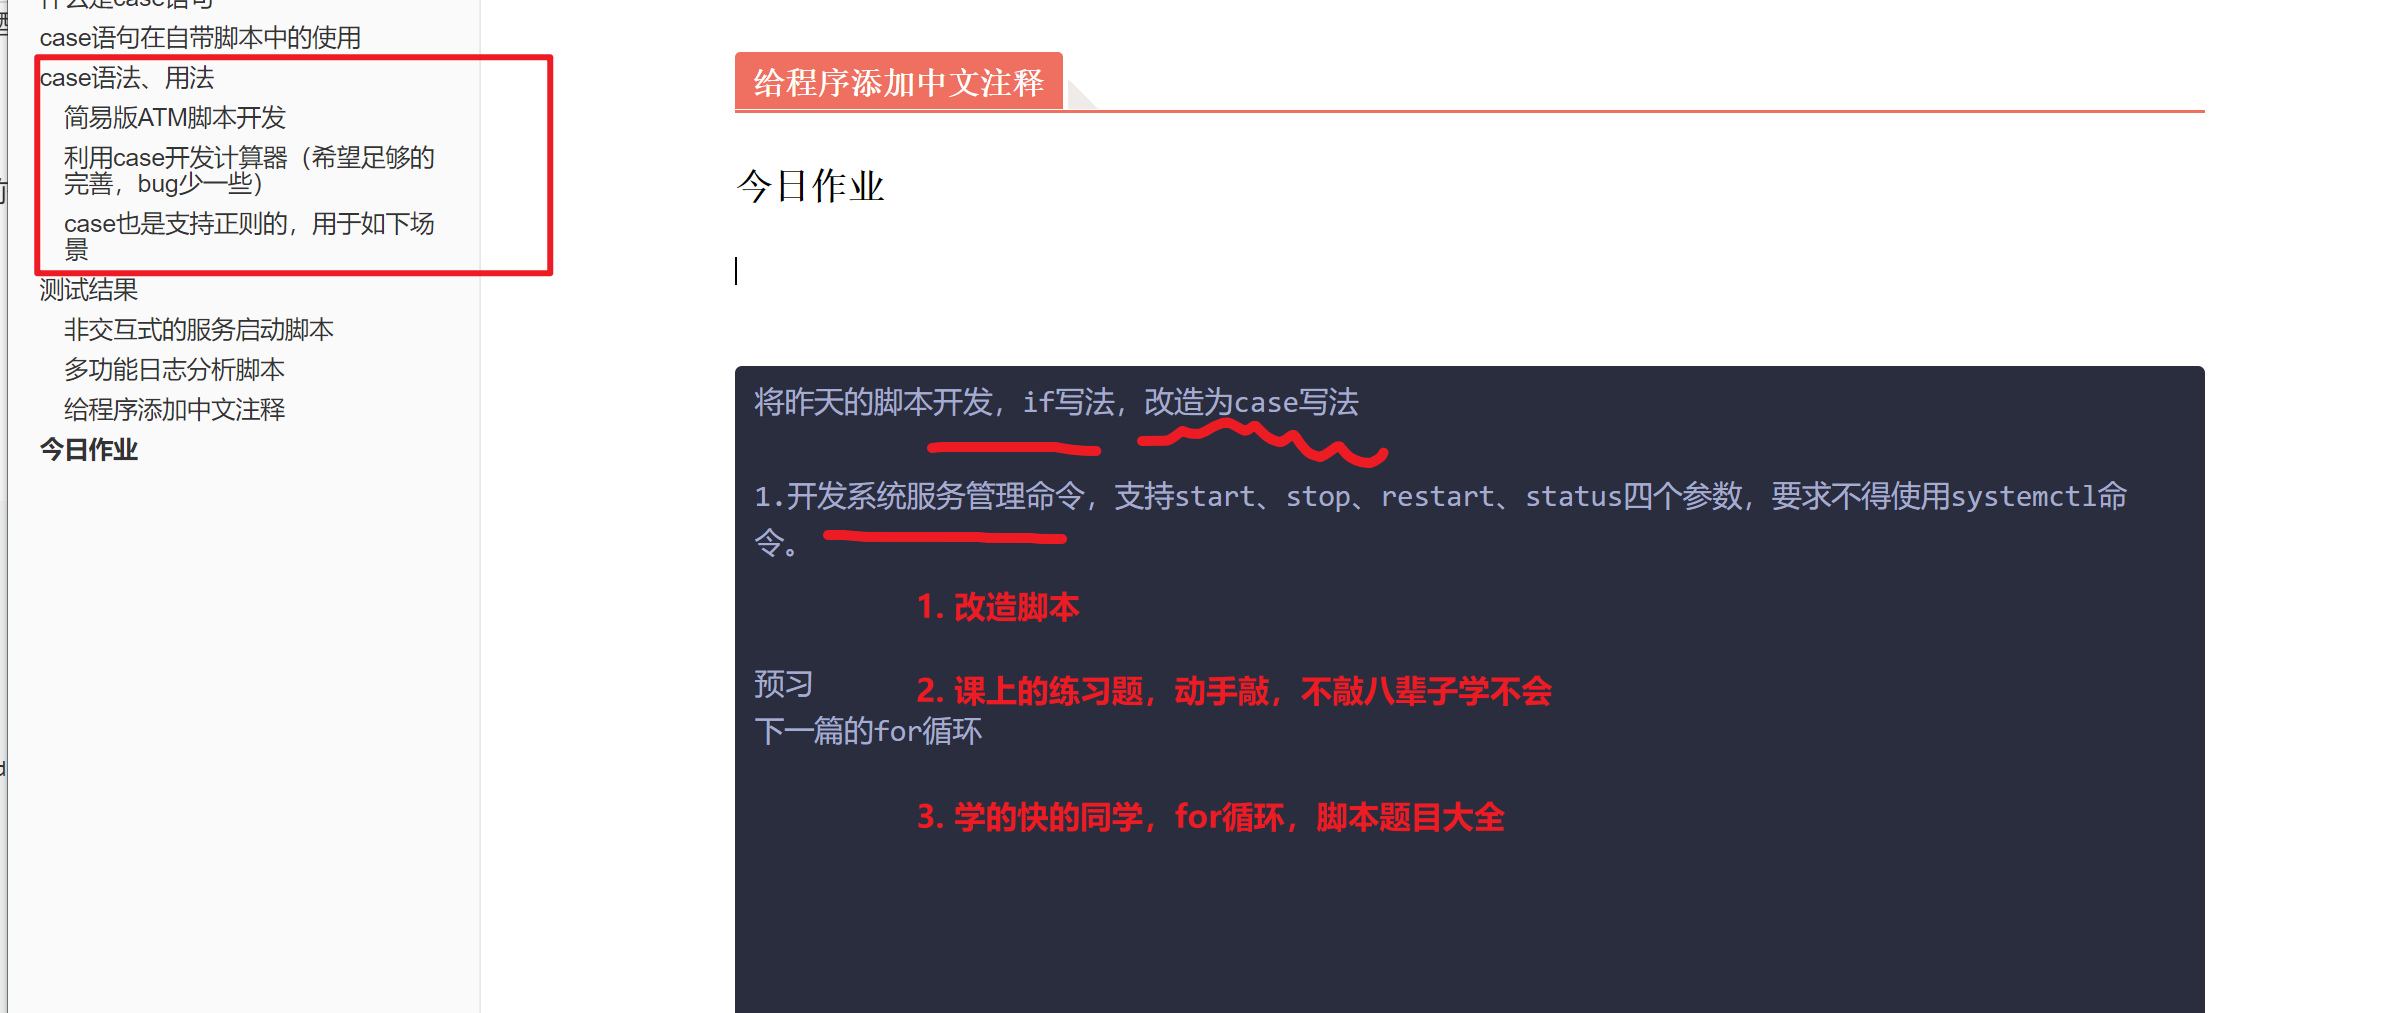 什么是case语句
case语句在自带脚本中的使用
case语法、用法
简易版ATM脚本开发
利用case开发计算器（希望足够的
完善，bug少一些）
case也是支持正则的，用于如下场
景
测试结果
非交互式的服务启动脚本
多功能日志分析脚本
给程序添加中文注释
今日作业
给程序添加中文注释
今日作业
将昨天的脚本开发，if写法，改造为case写法
1.开发系统服务管理命令，支持start、stop、restart、status四个参数，要求不得使用systemctl命
令。
1. 改造脚本
预习
2. 课上的练习题，动手敲，不敲八辈子学不会
下一篇的for循环
3. 学的快的同学，for循环，脚本题目大全